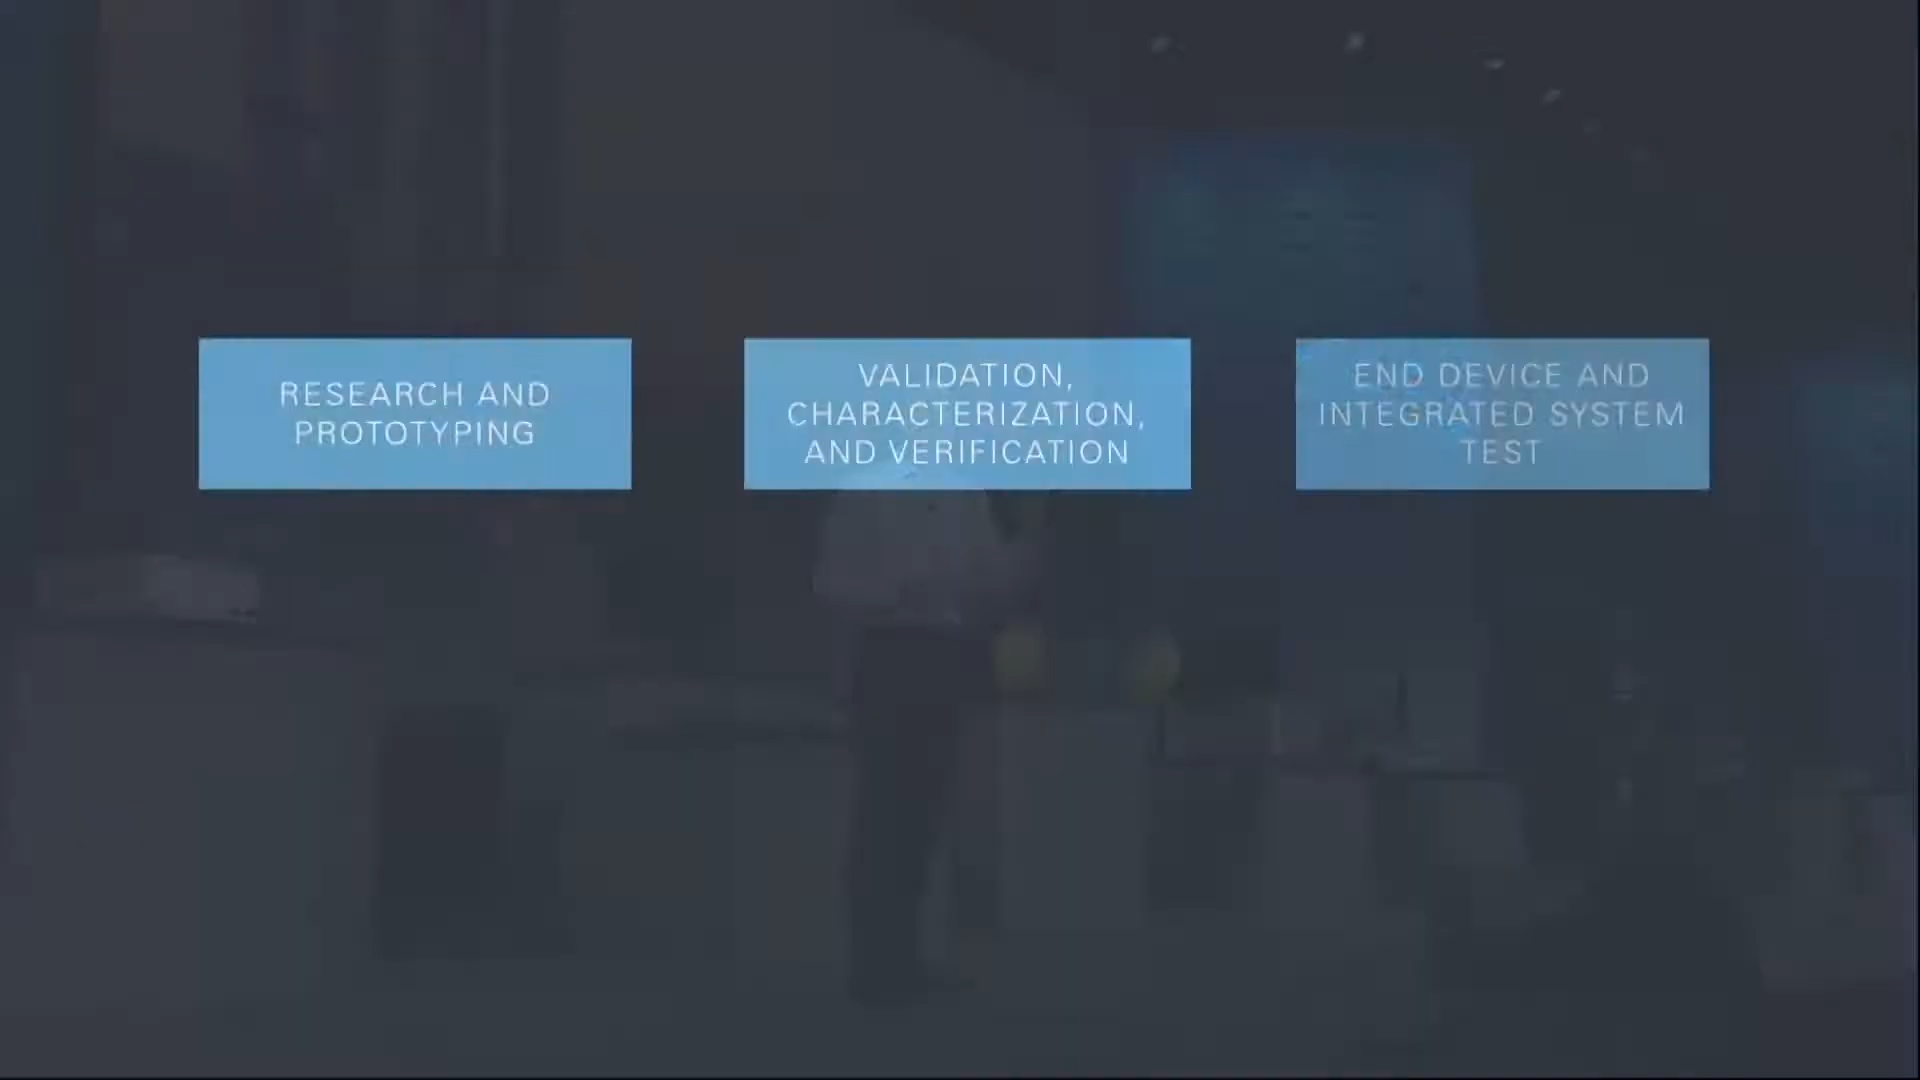 RESEARCH AND
PROTOTYPING
VALIDATION,
CHARACTERIZATION,
AND VERIFICATION
END DEVICE AND
INTEGRATED SYSTEM
TEST